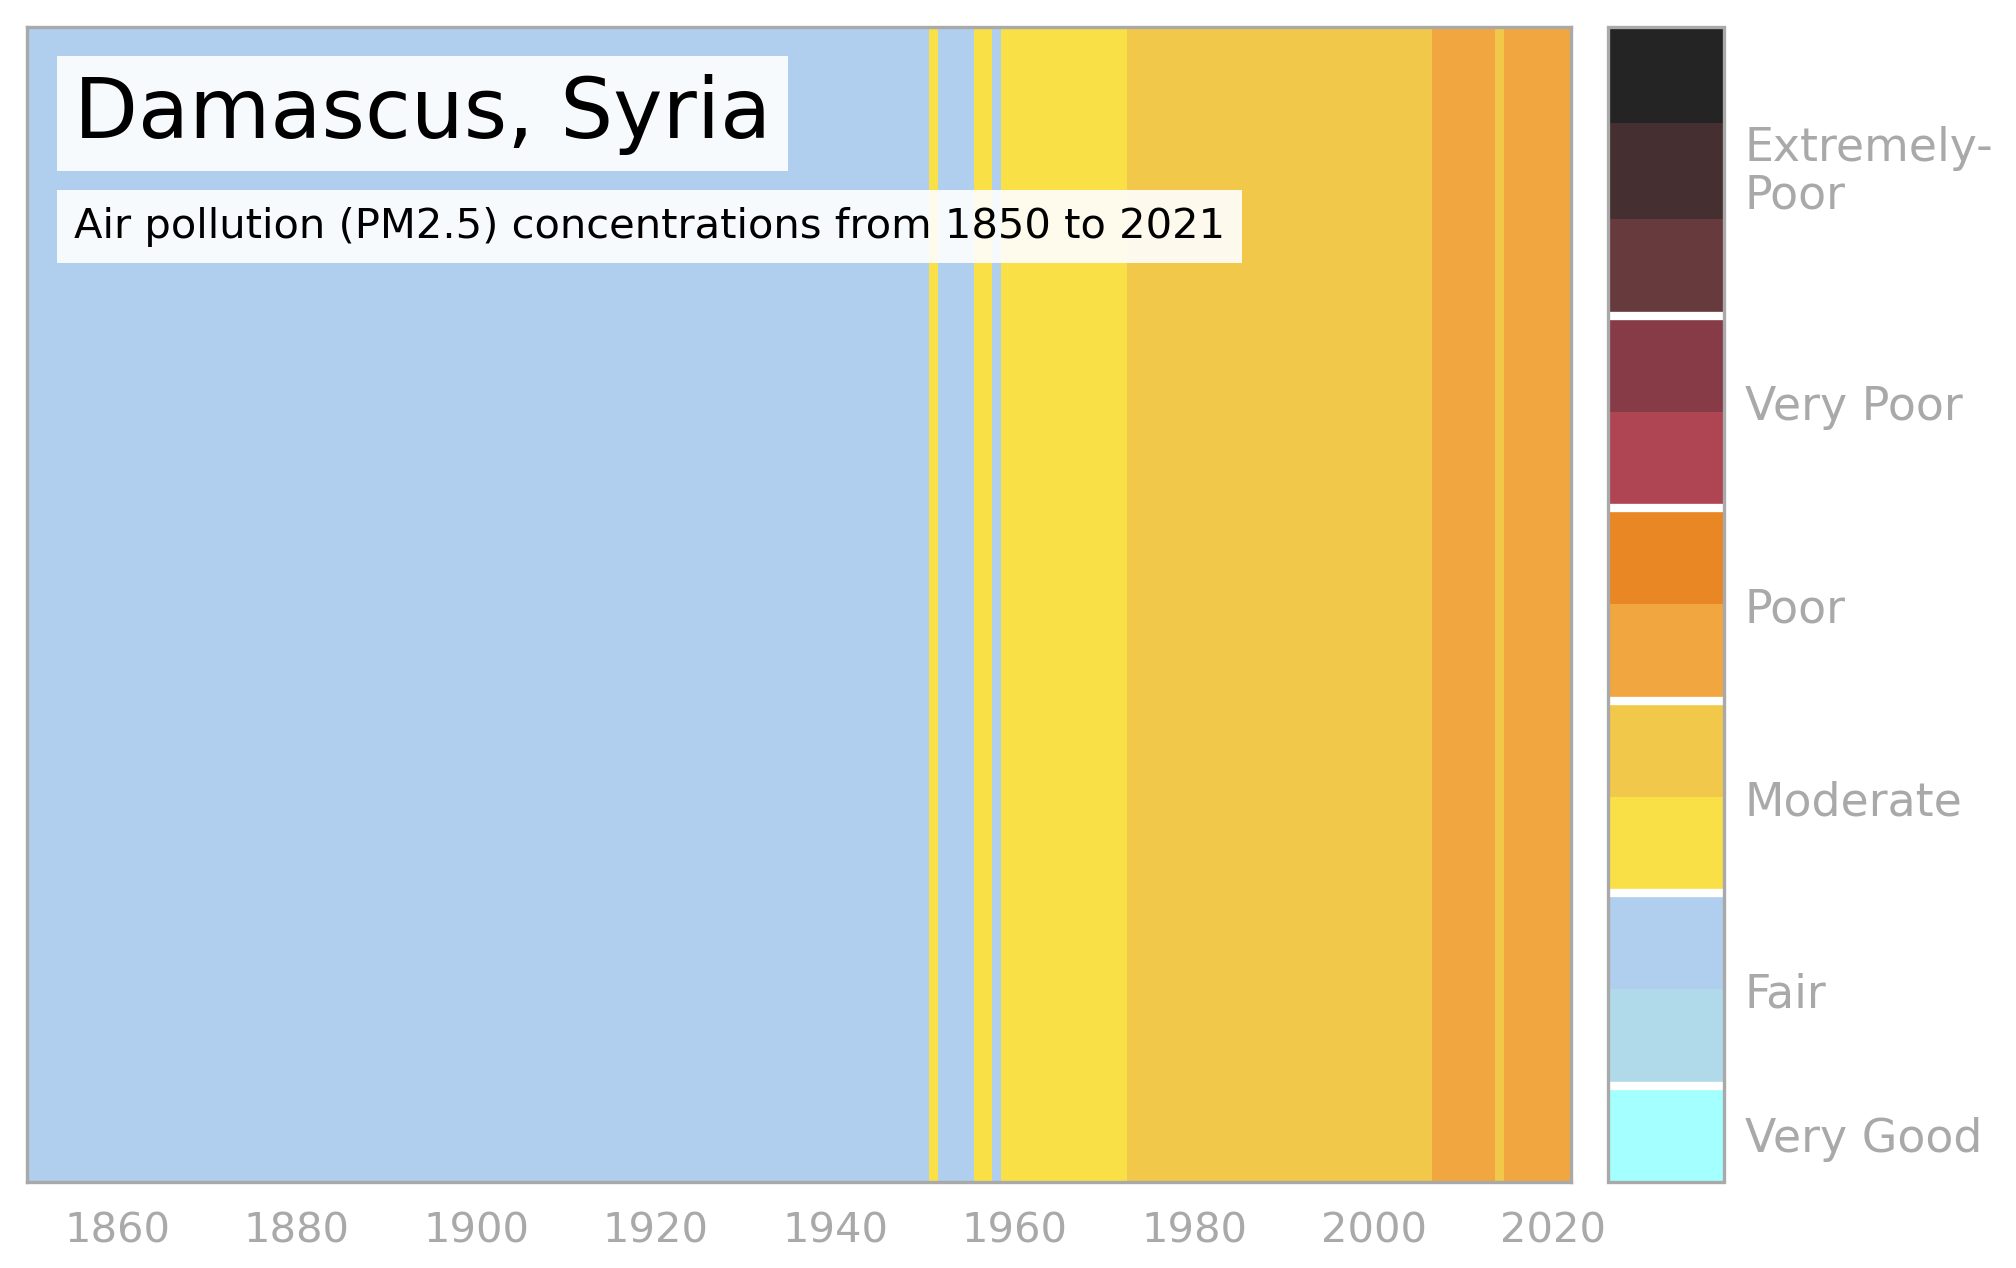 Damascus, Syria
Air pollution (PM2.5) concentrations from 1850 to 2021
Extremely-
Poor
Very Poor
Poor
Moderate
Fair
Very Good
1860 1880 1900 1920 1940 1960 1980 2000 2020